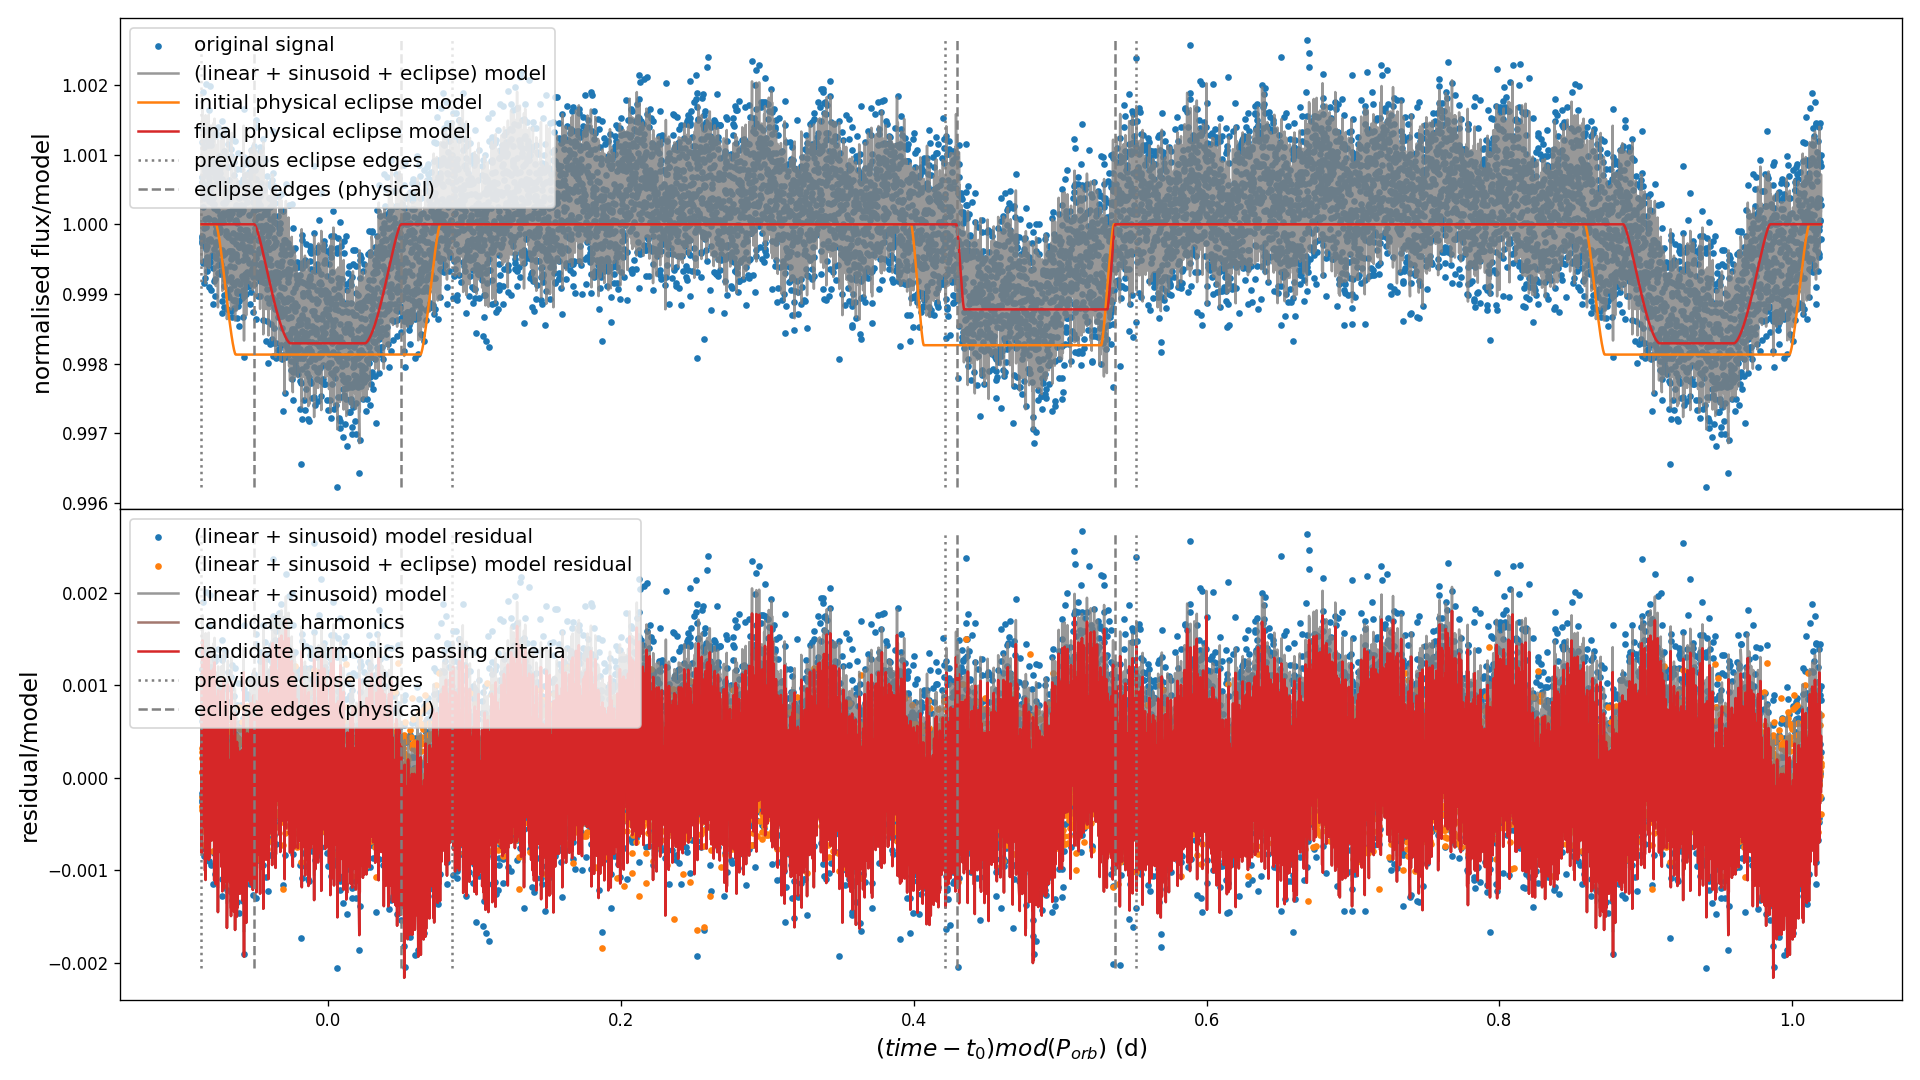 normalised flux/model
1.002
1.001
1.000
0.999
0.998
0.997
0.996
original signal
(linear + sinusoid + eclipse) model
initial physical eclipse model
final physical eclipse model
previous eclipse edges
eclipse edges (physical)
residual/model
0.002
0.001
0.000
−0.001
−0.002
(linear + sinusoid) model residual
(linear + sinusoid + eclipse) model residual
(linear + sinusoid) model
candidate harmonics
candidate harmonics passing criteria
previous eclipse edges
eclipse edges (physical)
0.0 0.2 0.4 0.6 0.8 1.0
(time − t₀)mod(Pₒᵣb) (d)